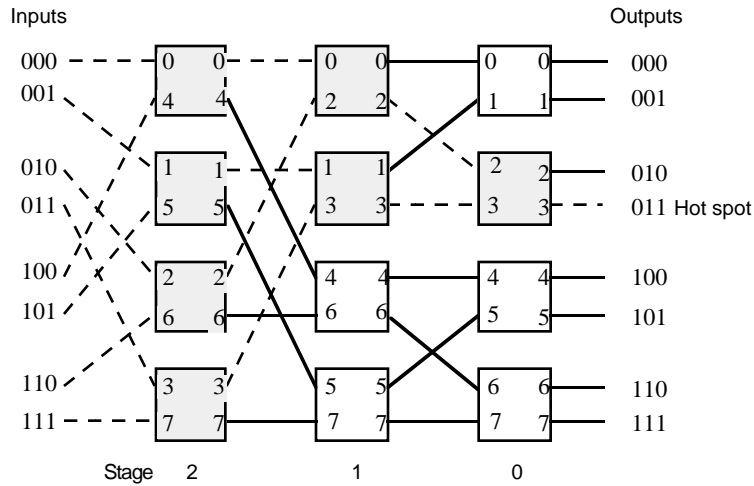 Inputs Outputs
000 0 0 0 0 0 0 000
001 4 4 2 2 1 1 001
010 1 1 1 1 2 2 010
011 5 5 3 3 3 3 011 Hot spot
100 2 2 4 4 4 4 100
101 6 6 6 6 5 5 101
110 3 3 5 5 6 6 110
111 7 7 7 7 7 7 111
Stage 2 1 0